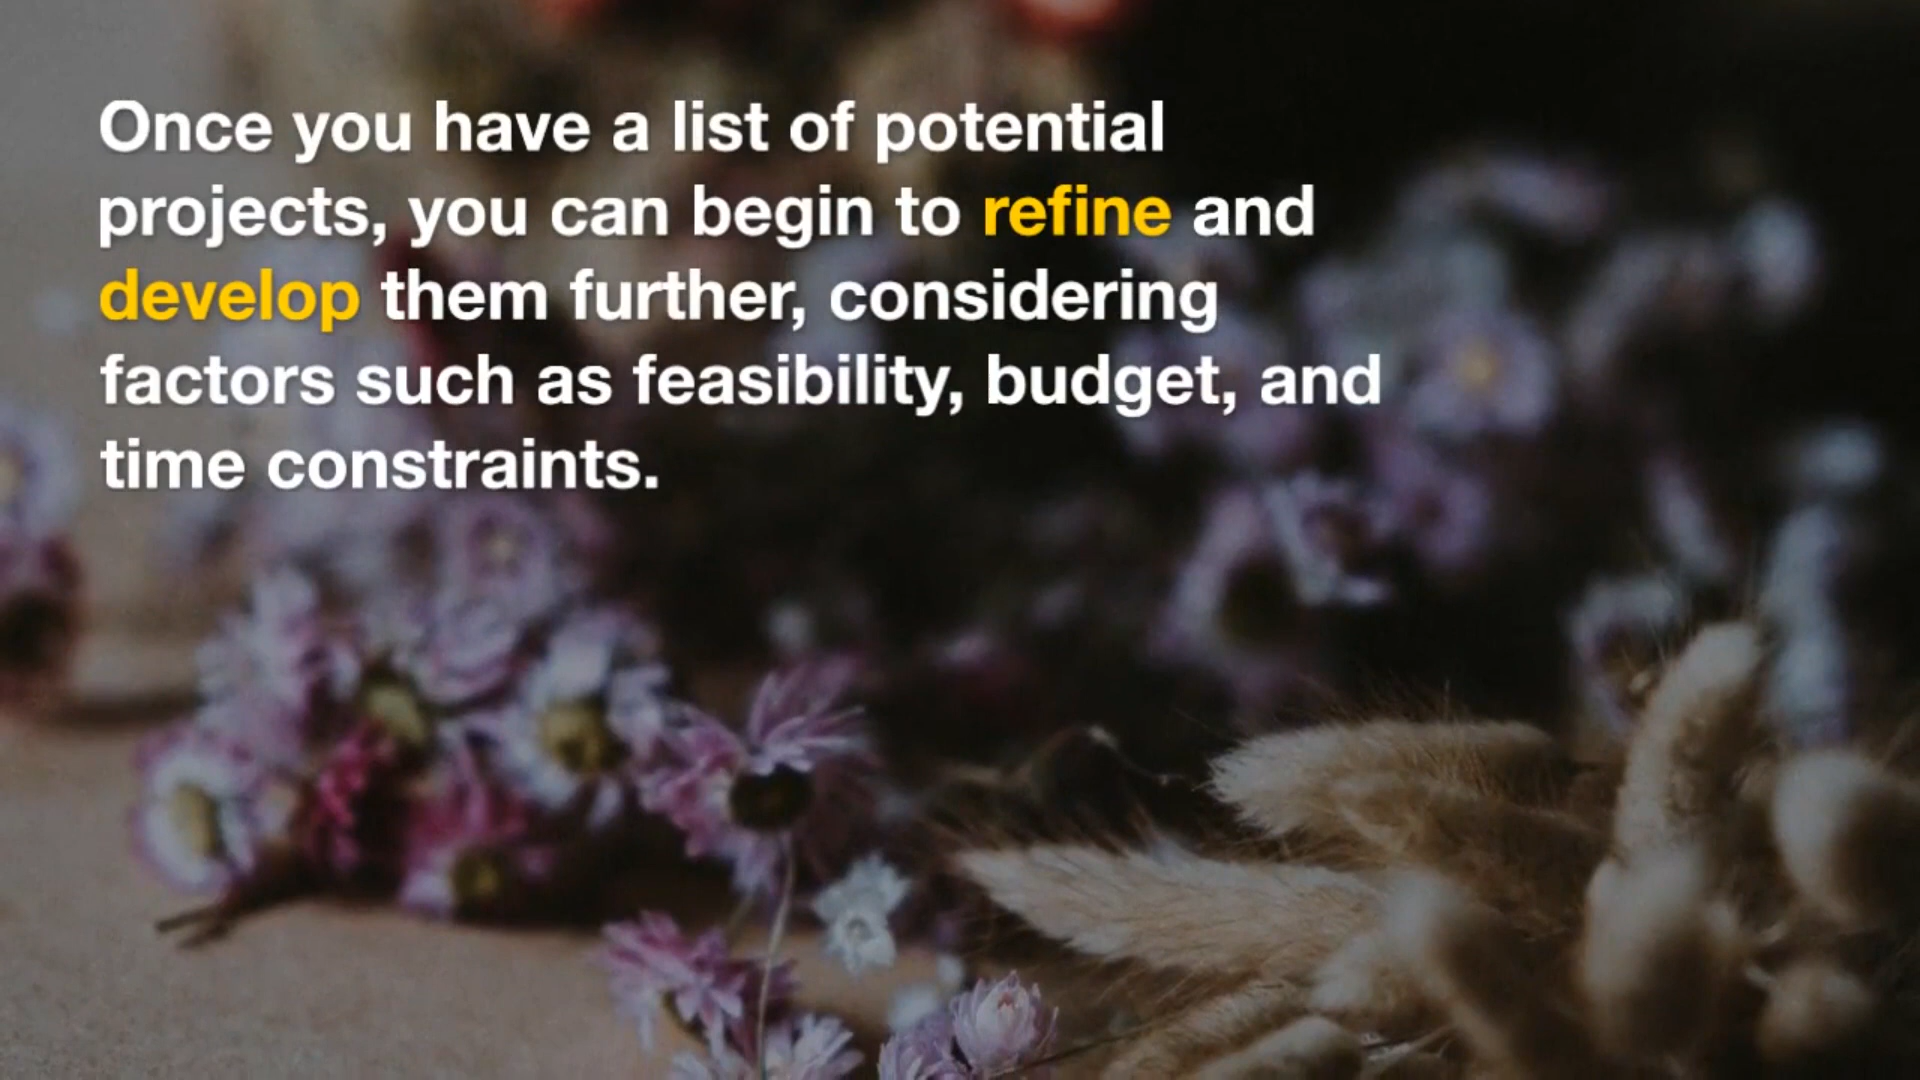 Once you have a list of potential
projects, you can begin to refine and
develop them further, considering
factors such as feasibility, budget, and
time constraints.